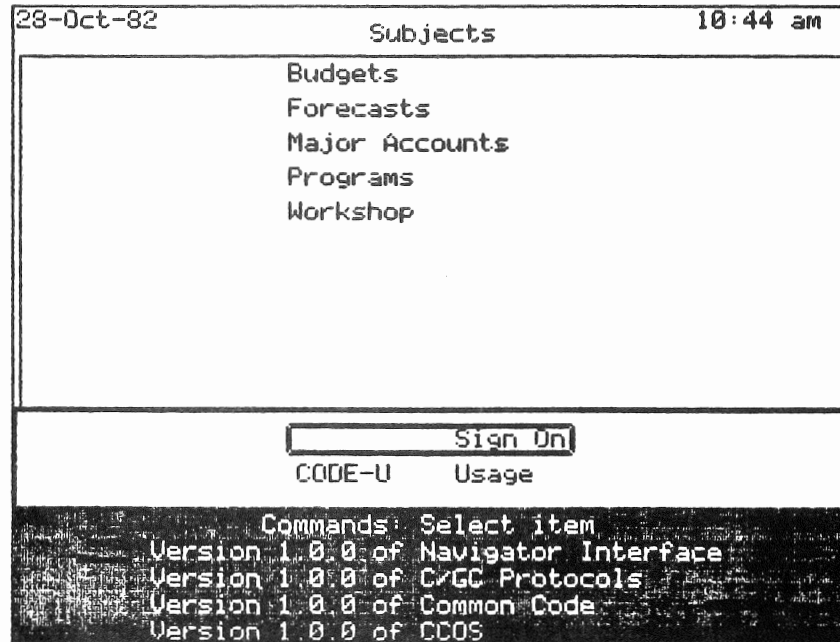 28-Oct-82 Subjects 10:44 am
Budgets
Forecasts
Major Accounts
Programs
Workshop
Sign On
CODE-U Usage
Commands: Select item
Version 1.0.0 of Navigator Interface
Version 1.0.0 of C/GC Protocols
Version 1.0.0 of Common Code
Version 1.0.0 of CCOS